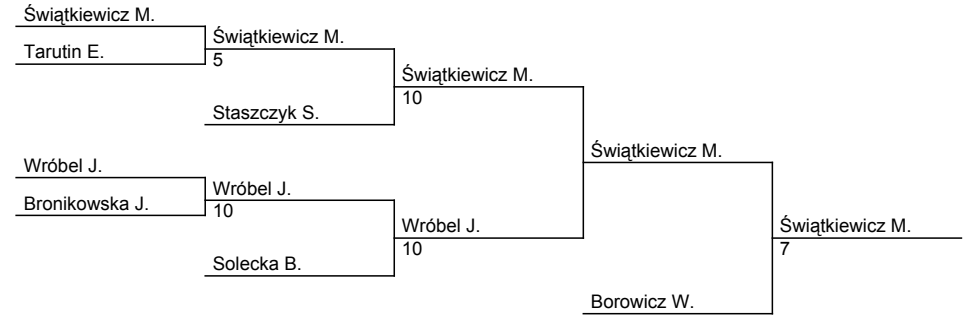 Świątkiewicz M.
Świątkiewicz M.
Tarutin E.
5
Świątkiewicz M.
10
Staszczyk S.
Świątkiewicz M.
Wróbel J.
Wróbel J.
Bronikowska J.
10
Wróbel J.
Świątkiewicz M.
10
7
Solecka B.
Borowicz W.